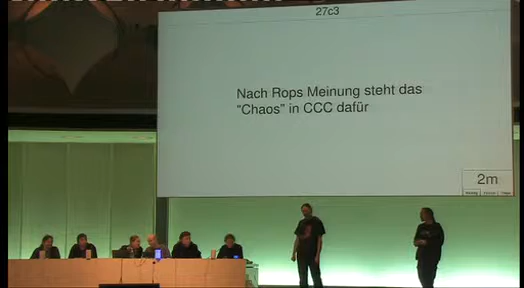 27c3
Nach Rops Meinung steht das
"Chaos" in CCC dafür
2m